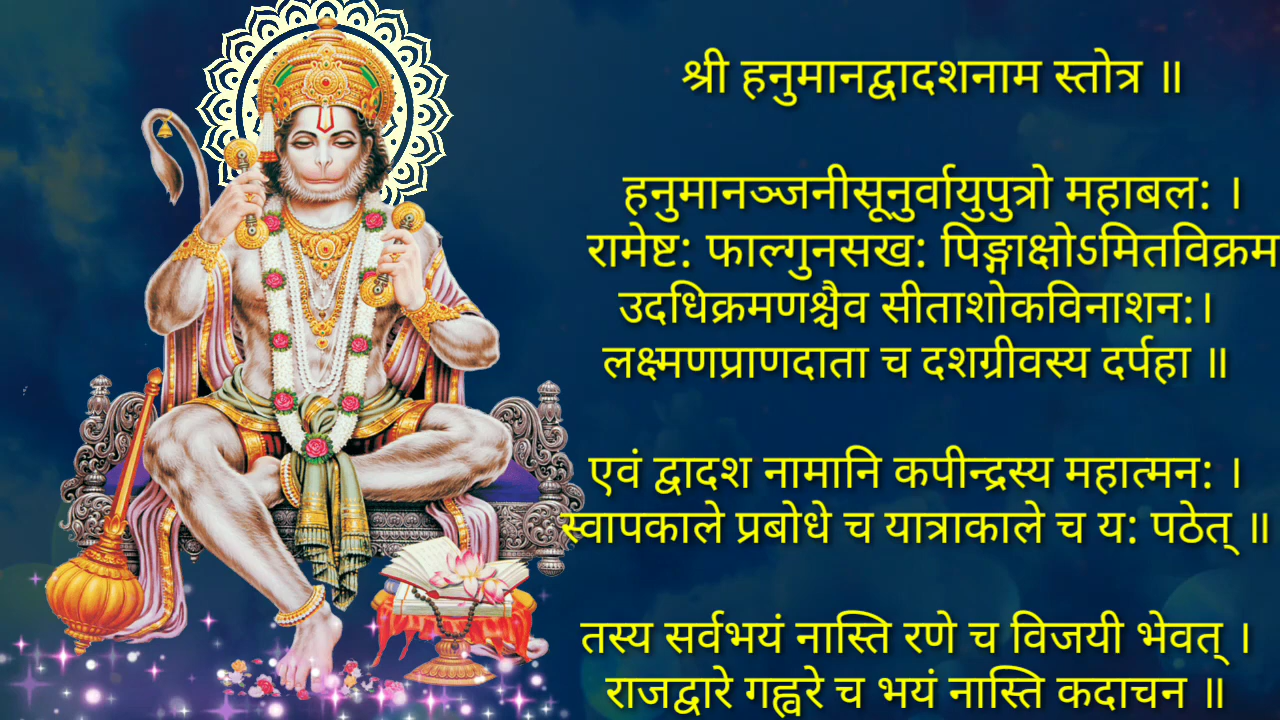 श्री हनुमानद्वादशनाम स्तोत्र ॥
हनुमानञ्जनीसूनुर्वायुपुत्रो महाबल: ।
रामेष्ट: फाल्गुनसख: पिङ्गाक्षोऽमितविक्रम
उदधिक्रमणश्चैव सीताशोकविनाशन:।
लक्ष्मणप्राणदाता च दशग्रीवस्य दर्पहा ॥
एवं द्वादश नामानि कपीन्द्रस्य महात्मन: ।
स्वापकाले प्रबोधे च यात्राकाले च य: पठेत् ॥
तस्य सर्वभयं नास्ति रणे च विजयी भेवत् ।
राजद्वारे गह्वरे च भयं नास्ति कदाचन ॥